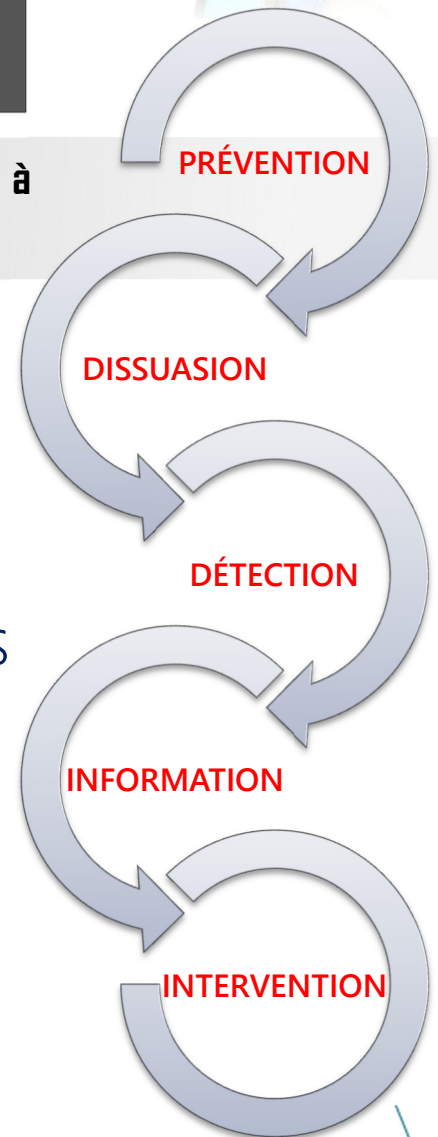 à
PRÉVENTION
DISSUASION
DÉTECTION
S
INFORMATION
INTERVENTION